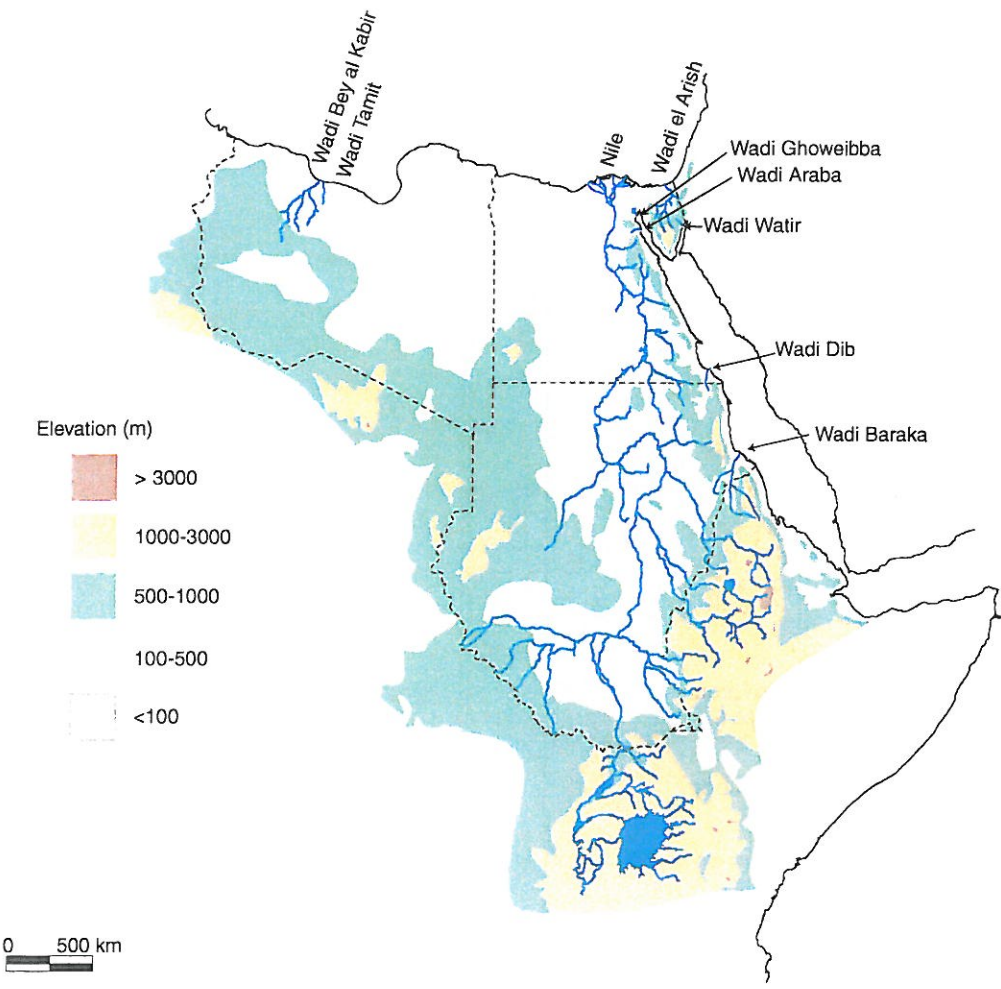 Wadi Bey al Kabir
Wadi Tamit
Nile
Wadi el Arish
Wadi Ghoweibba
Wadi Araba
Wadi Watir
Wadi Dib
Wadi Baraka
Elevation (m)
> 3000
1000-3000
500-1000
100-500
<100
0 500 km